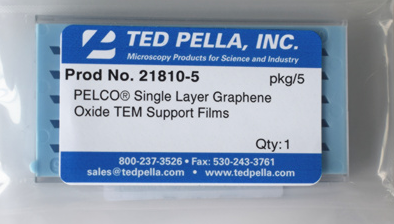 TED PELLA, INC.
Microscopy Products for Science and Industry
Prod No. 21810-5 pkg/5
PELCO® Single Layer Graphene
Oxide TEM Support Films
Qty:1
800-237-3526 • Fax: 530-243-3761
sales@tedpella.com • www.tedpella.com